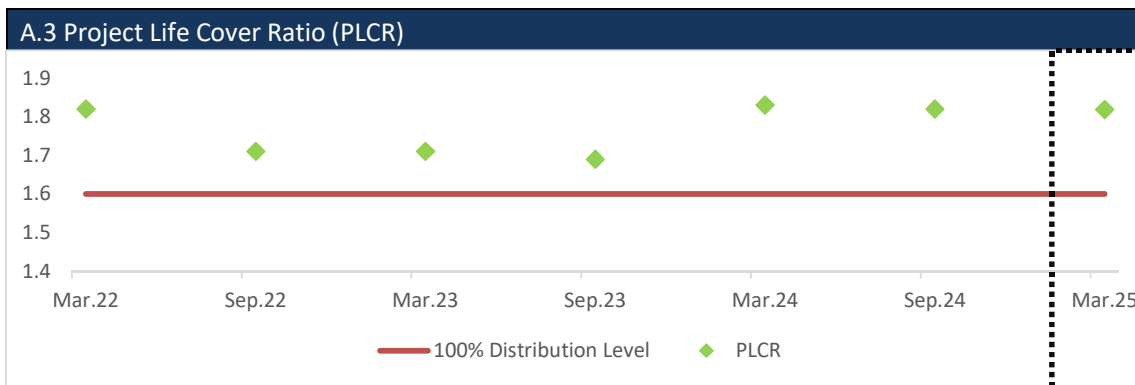 A.3 Project Life Cover Ratio (PLCR)
1.9
1.8
1.7
1.6
1.5
1.4
Mar.22 Sep.22 Mar.23 Sep.23 Mar.24 Sep.24 Mar.25
100% Distribution Level PLCR